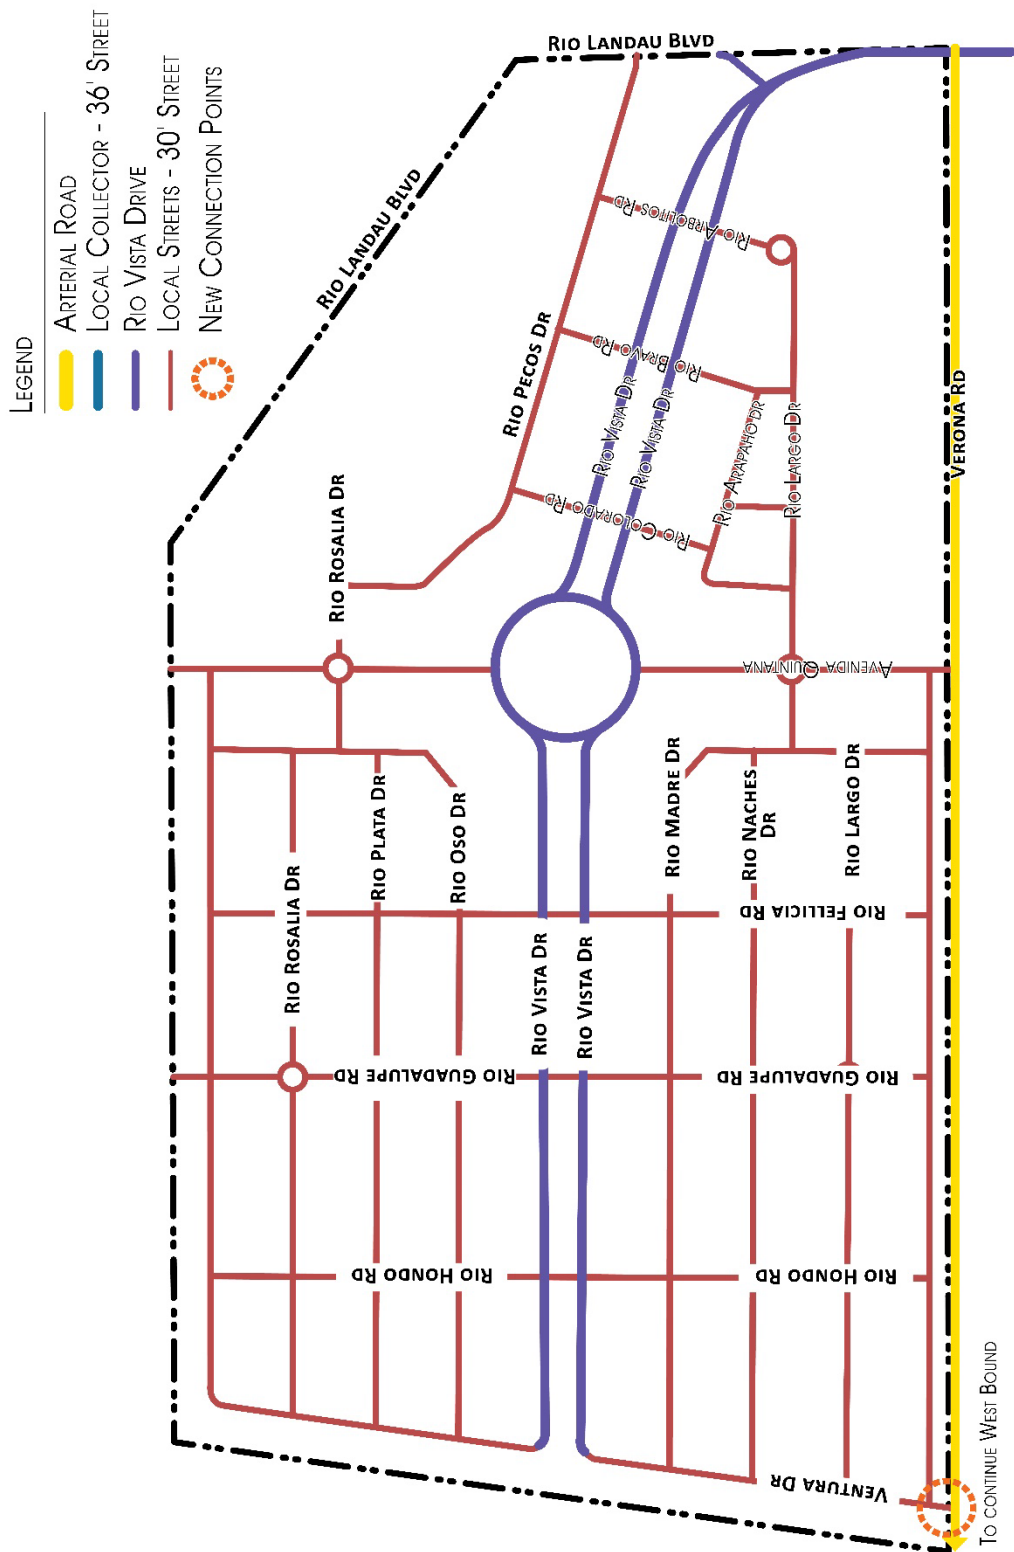 LEGEND
ARTERIAL ROAD
LOCAL COLLECTOR - 36' STREET
RIO VISTA DRIVE
LOCAL STREETS - 30' STREET
NEW CONNECTION POINTS
RIO LANDAU BLVD
RIO LANDAU BLVD
RIO ARBOLITOS RD
RIO PECOS DR
RIO BRAVO RD
RIO VISTA DR
RIO VISTA DR
RIO ARAPAHO DR
RIO LARGO DR
VERONA RD
RIO COLORADO RD
RIO ROSALIA DR
AVENIDA QUINTANA
RIO ROSALIA DR
RIO PLATA DR
RIO OSO DR
RIO MADRE DR
RIO NACHES
DR
RIO LARGO DR
RIO FELLICIA RD
RIO VISTA DR
RIO VISTA DR
RIO GUADALUPE RD
RIO GUADALUPE RD
RIO HONDO RD
RIO HONDO RD
VENTURA DR
TO CONTINUE WEST BOUND